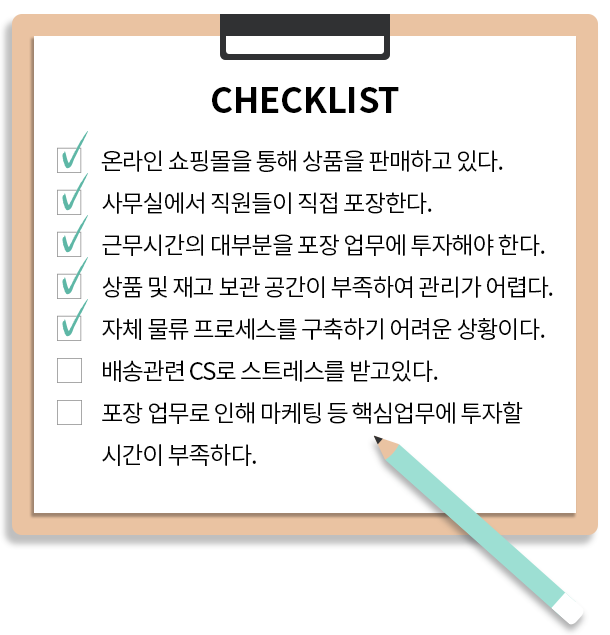 CHECKLIST
온라인 쇼핑몰을 통해 상품을 판매하고 있다.
사무실에서 직원들이 직접 포장한다.
근무시간의 대부분을 포장 업무에 투자해야 한다.
상품 및 재고 보관 공간이 부족하여 관리가 어렵다.
자체 물류 프로세스를 구축하기 어려운 상황이다.
배송관련 CS로 스트레스를 받고있다.
포장 업무로 인해 마케팅 등 핵심업무에 투자할
시간이 부족하다.